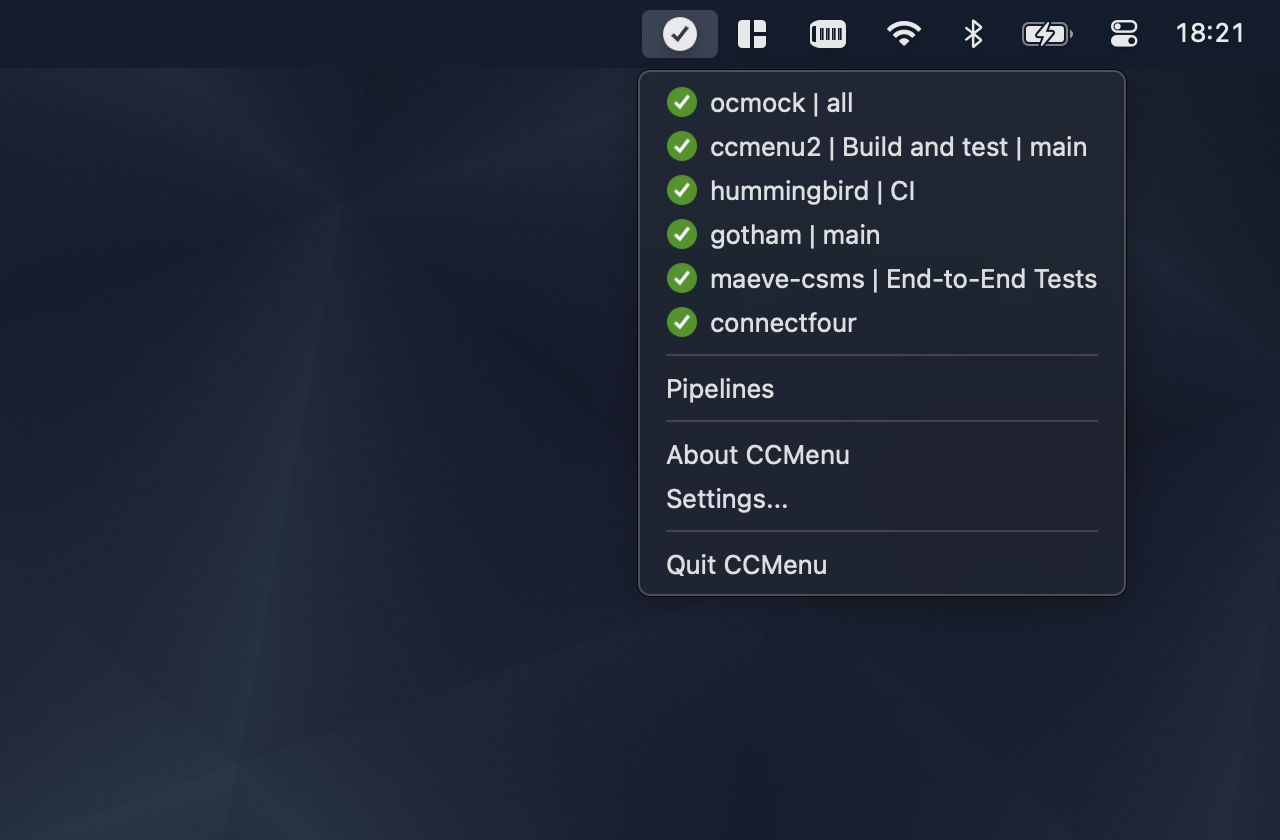 18:21
ocmock | all
ccmenu2 | Build and test | main
hummingbird | CI
gotham | main
maeve-csms | End-to-End Tests
connectfour
Pipelines
About CCMenu
Settings...
Quit CCMenu